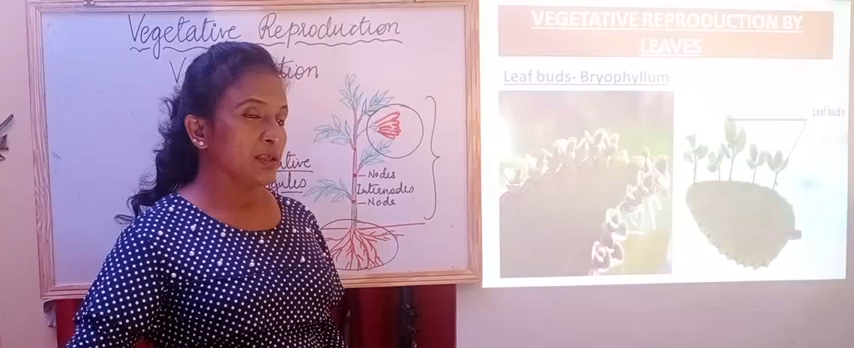 Vegetative Reproduction
Nodes
Internodes
Node
VEGETATIVE REPRODUCTION BY
LEAVES
Leaf buds- Bryophyllum
Leaf buds